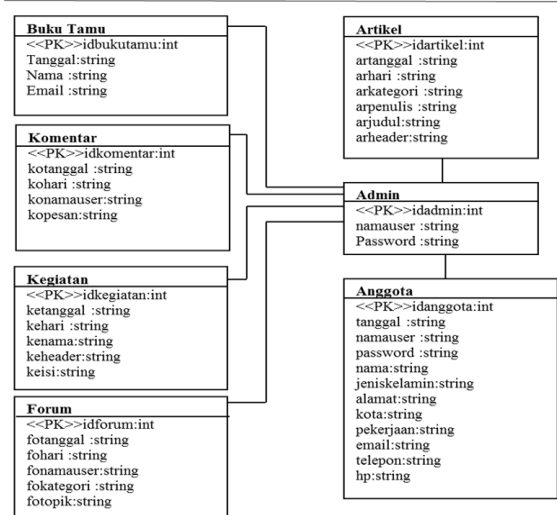 Buku Tamu
<<PK>>idbukutamu:int
Tanggal:string
Nama :string
Email :string
Komentar
<<PK>>idkomentar:int
kotanggal :string
kohari :string
konamauser:string
kopesan:string
Kegiatan
<<PK>>idkegiatan:int
ketanggal :string
kehari :string
kenama:string
keheader:string
keisi:string
Forum
<<PK>>idforum:int
fotanggal :string
fohari :string
fonamauser:string
fokategori :string
fotopik:string
Artikel
<<PK>>idartikel:int
artanggal :string
arhari :string
arkategori :string
arpenulis :string
arjudul:string
arheader:string
Admin
<<PK>>idadmin:int
namauser :string
Password :string
Anggota
<<PK>>idanggota:int
tanggal :string
namauser :string
password :string
nama:string
jeniskelamin:string
alamat:string
kota:string
pekerjaan:string
email:string
telepon:string
hp:string